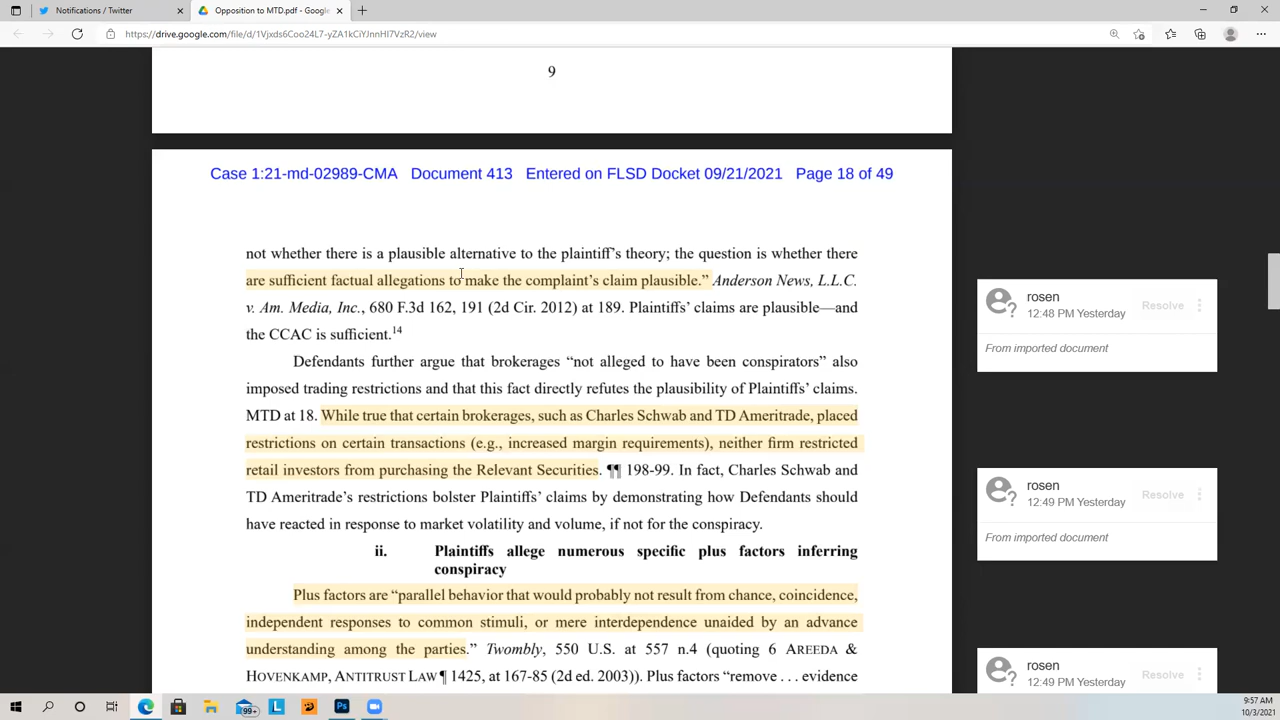 Notifications / Twitter
Opposition to MTD.pdf - Google
https://drive.google.com/file/d/1Vjxds6Coo24L7-yZA1kCiYJnnHI7VzR2/view
9
Case 1:21-md-02989-CMA Document 413 Entered on FLSD Docket 09/21/2021 Page 18 of 49
not whether there is a plausible alternative to the plaintiff’s theory; the question is whether there
are sufficient factual allegations to make the complaint’s claim plausible.” Anderson News, L.L.C.
v. Am. Media, Inc., 680 F.3d 162, 191 (2d Cir. 2012) at 189. Plaintiffs’ claims are plausible—and
the CCAC is sufficient.14
Defendants further argue that brokerages “not alleged to have been conspirators” also
imposed trading restrictions and that this fact directly refutes the plausibility of Plaintiffs’ claims.
MTD at 18. While true that certain brokerages, such as Charles Schwab and TD Ameritrade, placed
restrictions on certain transactions (e.g., increased margin requirements), neither firm restricted
retail investors from purchasing the Relevant Securities. ¶¶ 198-99. In fact, Charles Schwab and
TD Ameritrade’s restrictions bolster Plaintiffs’ claims by demonstrating how Defendants should
have reacted in response to market volatility and volume, if not for the conspiracy.
ii. Plaintiffs allege numerous specific plus factors inferring
conspiracy
Plus factors are “parallel behavior that would probably not result from chance, coincidence,
independent responses to common stimuli, or mere interdependence unaided by an advance
understanding among the parties.” Twombly, 550 U.S. at 557 n.4 (quoting 6 AREEDA &
HOVENKAMP, ANTITRUST LAW ¶ 1425, at 167-85 (2d ed. 2003)). Plus factors “remove . . . evidence
rosen
12:48 PM Yesterday
Resolve
From imported document
rosen
12:49 PM Yesterday
Resolve
From imported document
rosen
12:49 PM Yesterday
Resolve
99+
L
Ps
9:57 AM
10/3/2021